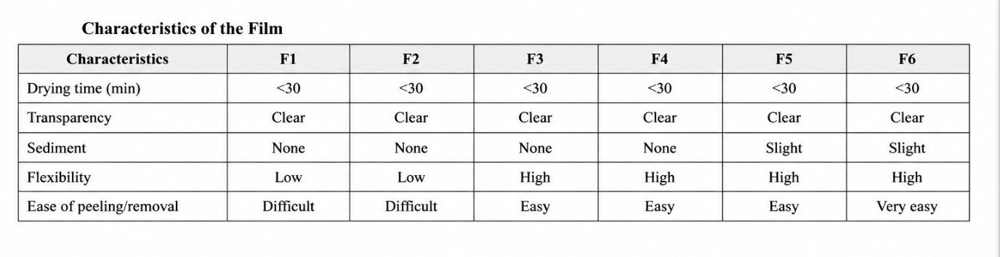 Characteristics of the Film
Characteristics F1 F2 F3 F4 F5 F6
Drying time (min) <30 <30 <30 <30 <30 <30
Transparency Clear Clear Clear Clear Clear Clear
Sediment None None None None Slight Slight
Flexibility Low Low High High High High
Ease of peeling/removal Difficult Difficult Easy Easy Easy Very easy